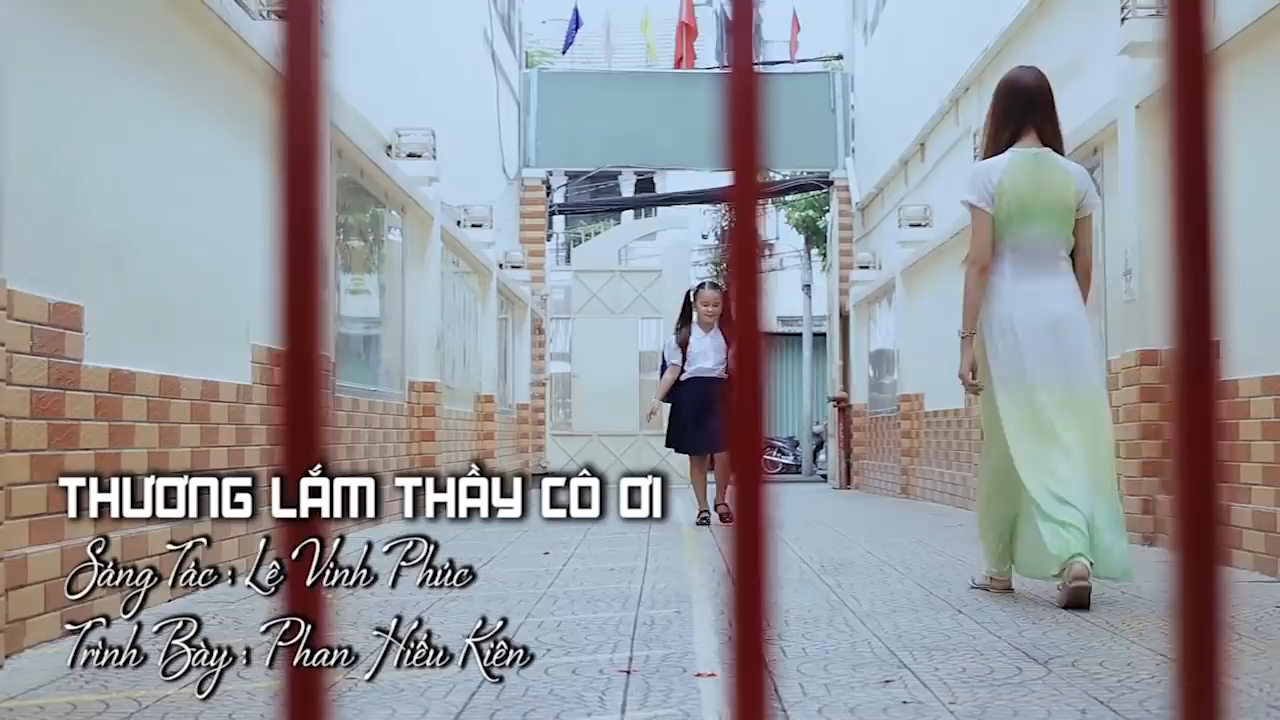 THƯƠNG LẮM THẦY CÔ ƠI
Sáng Tác : Lê Vinh Phúc
Trình Bày : Phan Hiếu Kiên